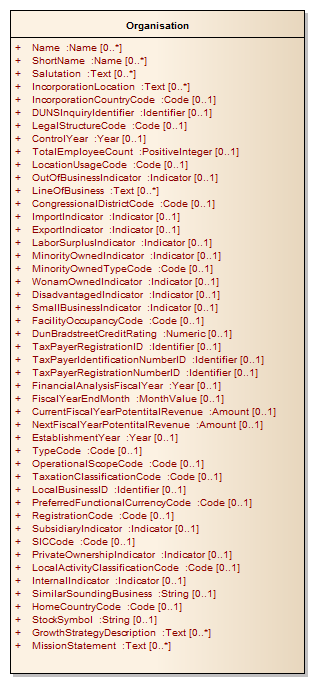 Organisation
+ Name :Name [0..*]
+ ShortName :Name [0..*]
+ Salutation :Text [0..*]
+ IncorporationLocation :Text [0..*]
+ IncorporationCountryCode :Code [0..1]
+ DUNSInquiryIdentifier :Identifier [0..1]
+ LegalStructureCode :Code [0..1]
+ ControlYear :Year [0..1]
+ TotalEmployeeCount :PositiveInteger [0..1]
+ LocationUsageCode :Code [0..1]
+ OutOfBusinessIndicator :Indicator [0..1]
+ LineOfBusiness :Text [0..*]
+ CongressionalDistrictCode :Code [0..1]
+ ImportIndicator :Indicator [0..1]
+ ExportIndicator :Indicator [0..1]
+ LaborSurplusIndicator :Indicator [0..1]
+ MinorityOwnedIndicator :Indicator [0..1]
+ MinorityOwnedTypeCode :Code [0..1]
+ WonamOwnedIndicator :Indicator [0..1]
+ DisadvantagedIndicator :Indicator [0..1]
+ SmallBusinessIndicator :Indicator [0..1]
+ FacilityOccupancyCode :Code [0..1]
+ DunBradstreetCreditRating :Numeric [0..1]
+ TaxPayerRegistrationID :Identifier [0..1]
+ TaxPayerIdentificationNumberID :Identifier [0..1]
+ TaxPayerRegistrationNumberID :Identifier [0..1]
+ FinancialAnalysisFiscalYear :Year [0..1]
+ FiscalYearEndMonth :MonthValue [0..1]
+ CurrentFiscalYearPotentitalRevenue :Amount [0..1]
+ NextFiscalYearPotentitalRevenue :Amount [0..1]
+ EstablishmentYear :Year [0..1]
+ TypeCode :Code [0..1]
+ OperationalScopeCode :Code [0..1]
+ TaxationClassificationCode :Code [0..1]
+ LocalBusinessID :Identifier [0..1]
+ PreferredFunctionalCurrencyCode :Code [0..1]
+ RegistrationCode :Code [0..1]
+ SubsidiaryIndicator :Indicator [0..1]
+ SICCode :Code [0..1]
+ PrivateOwnershipIndicator :Indicator [0..1]
+ LocalActivityClassificationCode :Code [0..1]
+ InternalIndicator :Indicator [0..1]
+ SimilarSoundingBusiness :String [0..1]
+ HomeCountryCode :Code [0..1]
+ StockSymbol :String [0..1]
+ GrowthStrategyDescription :Text [0..*]
+ MissionStatement :Text [0..*]